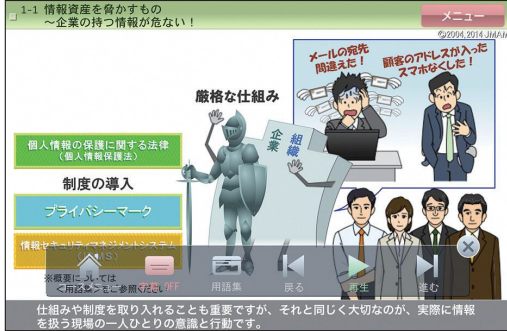 1-1 情報資産を脅かすもの
～企業の持つ情報が危ない！
メニュー
©2004,2014 JMAM
メールの宛先
間違えた！
顧客のアドレスが入った
スマホなくした！
厳格な仕組み
企業
組織
個人情報の保護に関する法律
（個人情報保護法）
制度の導入
プライバシーマーク
情報セキュリティマネジメントシステム
※概要については
OFF
用語集
戻る
再生
進む
仕組みや制度を取り入れることも重要ですが、それと同じく大切なのが、実際に情報
を扱う現場の一人ひとりの意識と行動です。